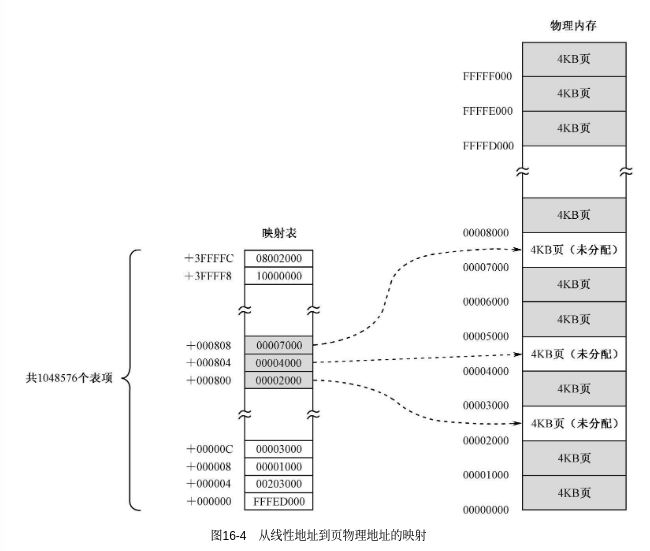 物理内存
4KB页
FFFFF000
4KB页
FFFFE000
4KB页
FFFFD000
4KB页
00008000
4KB页（未分配）
00007000
4KB页
00006000
4KB页
00005000
4KB页（未分配）
00004000
4KB页
00003000
4KB页（未分配）
00002000
4KB页
00001000
4KB页
00000000
映射表
+3FFFFC 08002000
+3FFFF8 10000000
+000808 00007000
+000804 00004000
+000800 00002000
+00000C 00003000
+000008 00001000
+000004 00203000
+000000 FFFED000
共1048576个表项
图16-4 从线性地址到页物理地址的映射